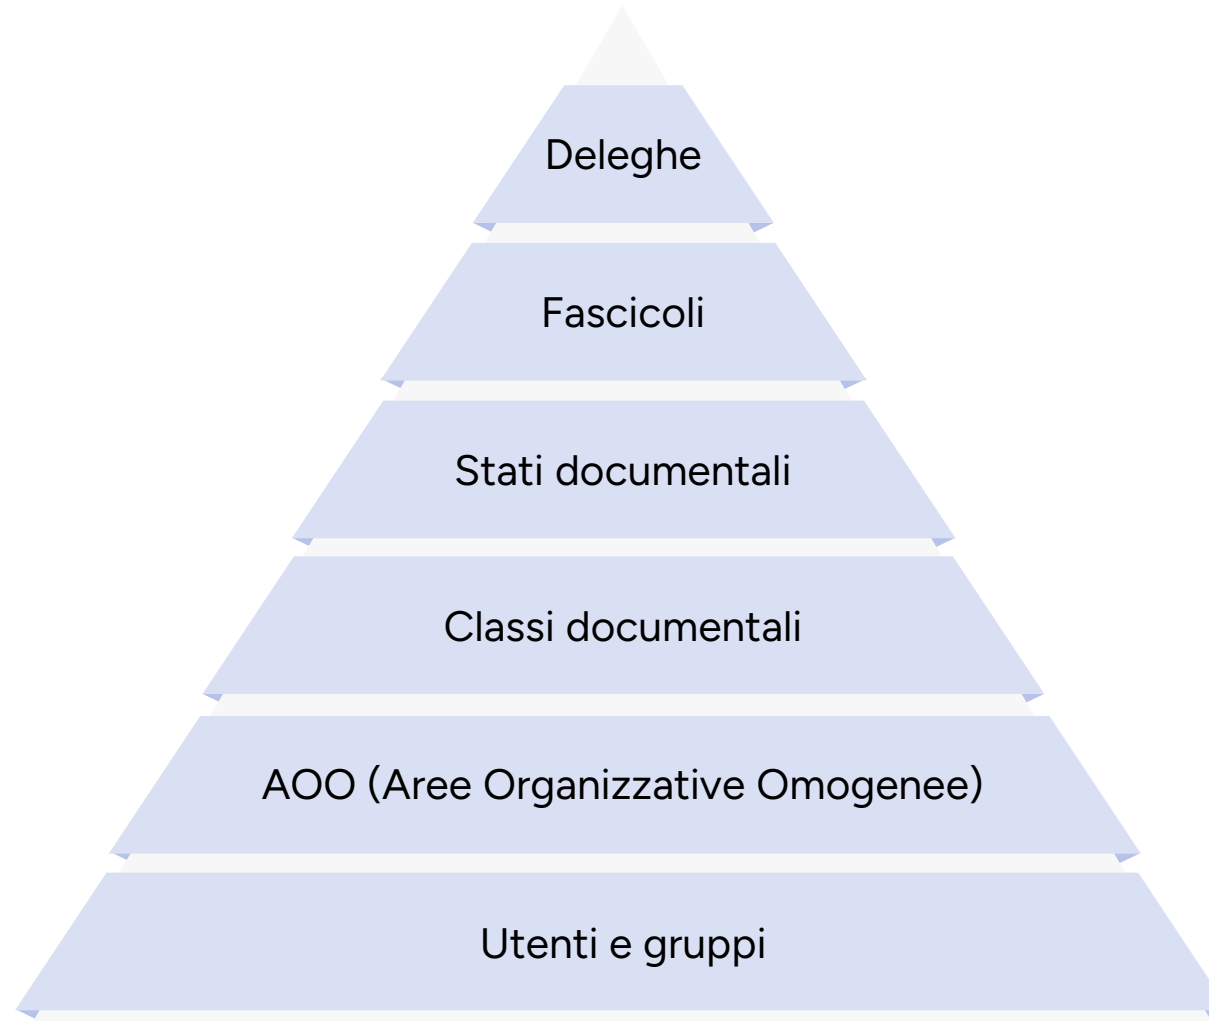 Deleghe
Fascicoli
Stati documentali
Classi documentali
AOO (Aree Organizzative Omogenee)
Utenti e gruppi